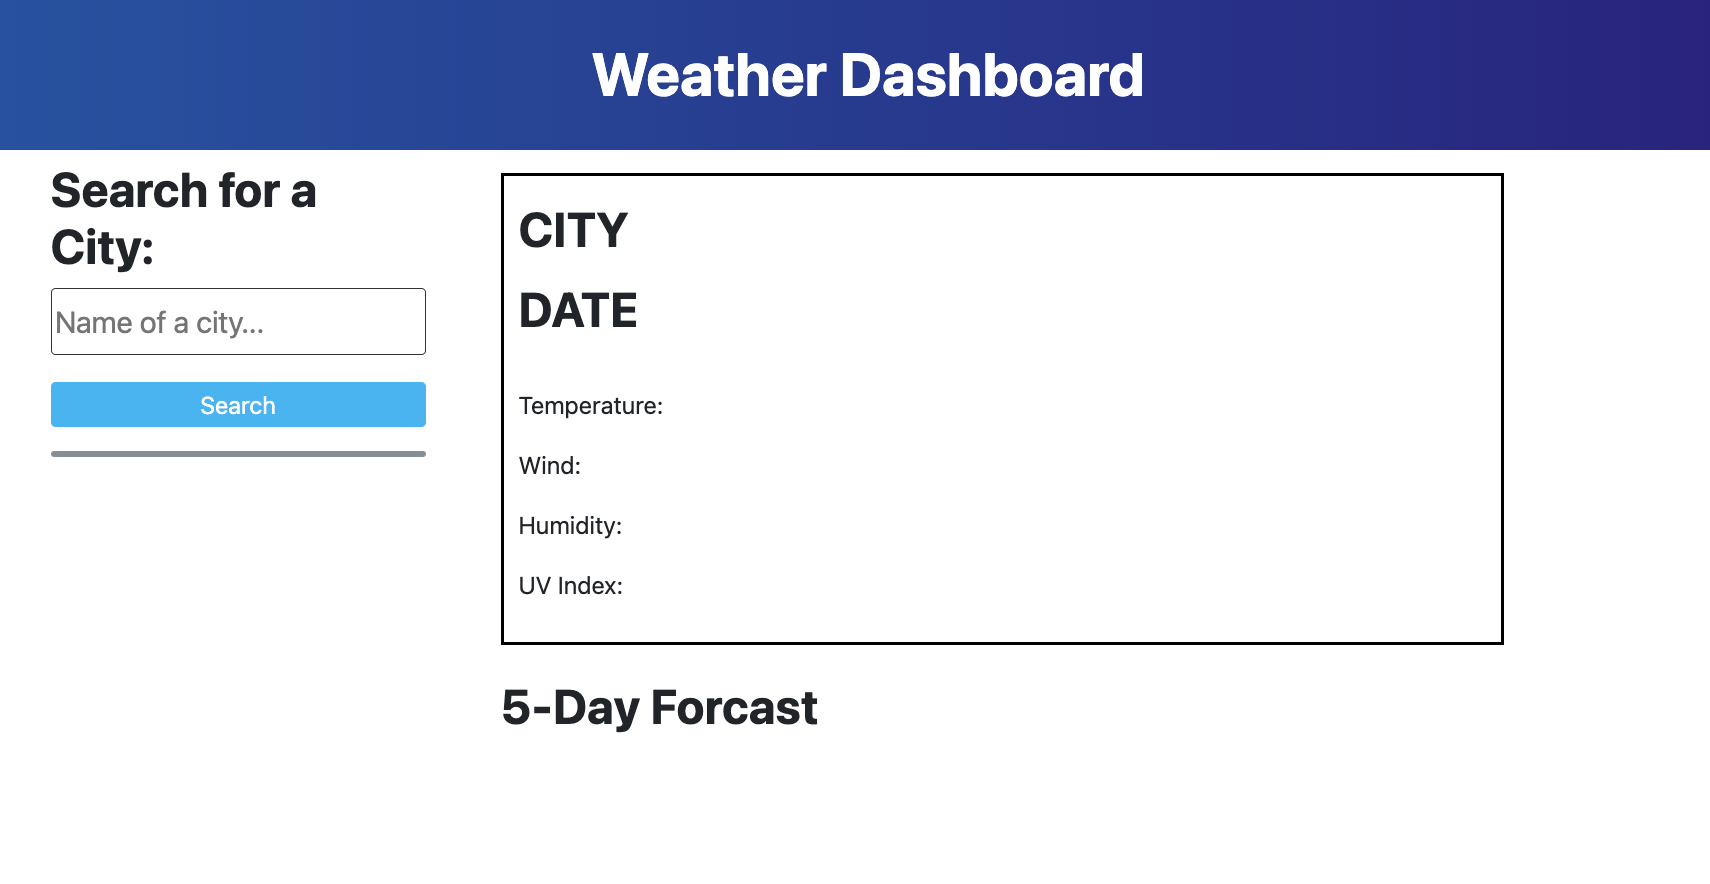 Weather Dashboard
Search for a
City:
Name of a city...
Search
CITY
DATE
Temperature:
Wind:
Humidity:
UV Index:
5-Day Forcast